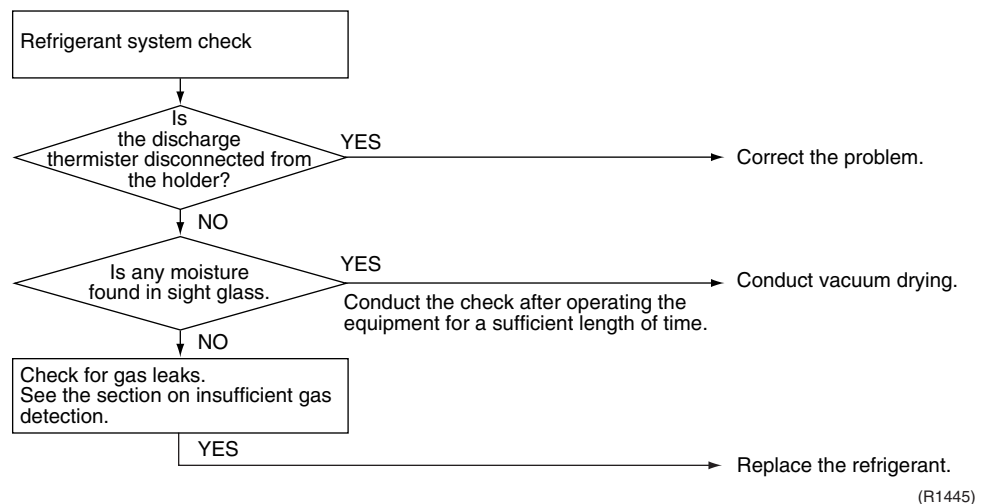 Refrigerant system check
Is
the discharge
thermister disconnected from
the holder?
YES
Correct the problem.
NO
Is any moisture
found in sight glass.
YES
Conduct the check after operating the
equipment for a sufficient length of time.
Conduct vacuum drying.
NO
Check for gas leaks.
See the section on insufficient gas
detection.
YES
Replace the refrigerant.
(R1445)